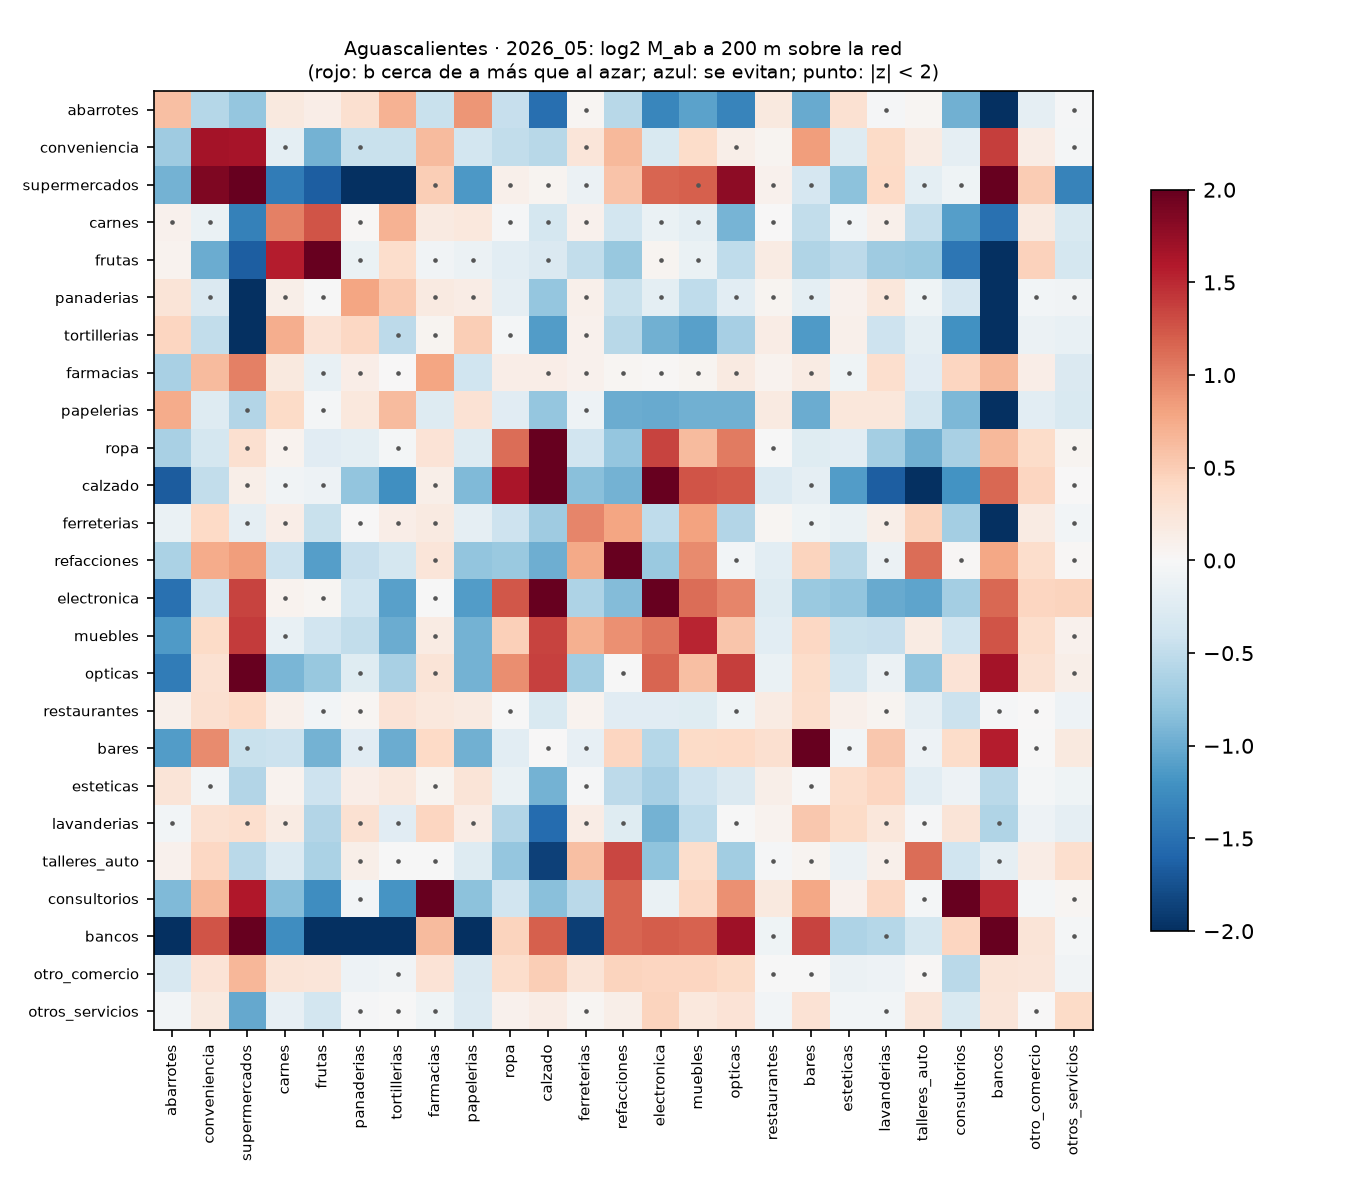 Aguascalientes · 2026_05: log2 M_ab a 200 m sobre la red
(rojo: b cerca de a más que al azar; azul: se evitan; punto: |z| < 2)
abarrotes
conveniencia
supermercados
carnes
frutas
panaderias
tortillerias
farmacias
papelerias
ropa
calzado
ferreterias
refacciones
electronica
muebles
opticas
restaurantes
bares
esteticas
lavanderias
talleres_auto
consultorios
bancos
otro_comercio
otros_servicios
abarrotes
conveniencia
supermercados
carnes
frutas
panaderias
tortillerias
farmacias
papelerias
ropa
calzado
ferreterias
refacciones
electronica
muebles
opticas
restaurantes
bares
esteticas
lavanderias
talleres_auto
consultorios
bancos
otro_comercio
otros_servicios
2.0
1.5
1.0
0.5
0.0
−0.5
−1.0
−1.5
−2.0